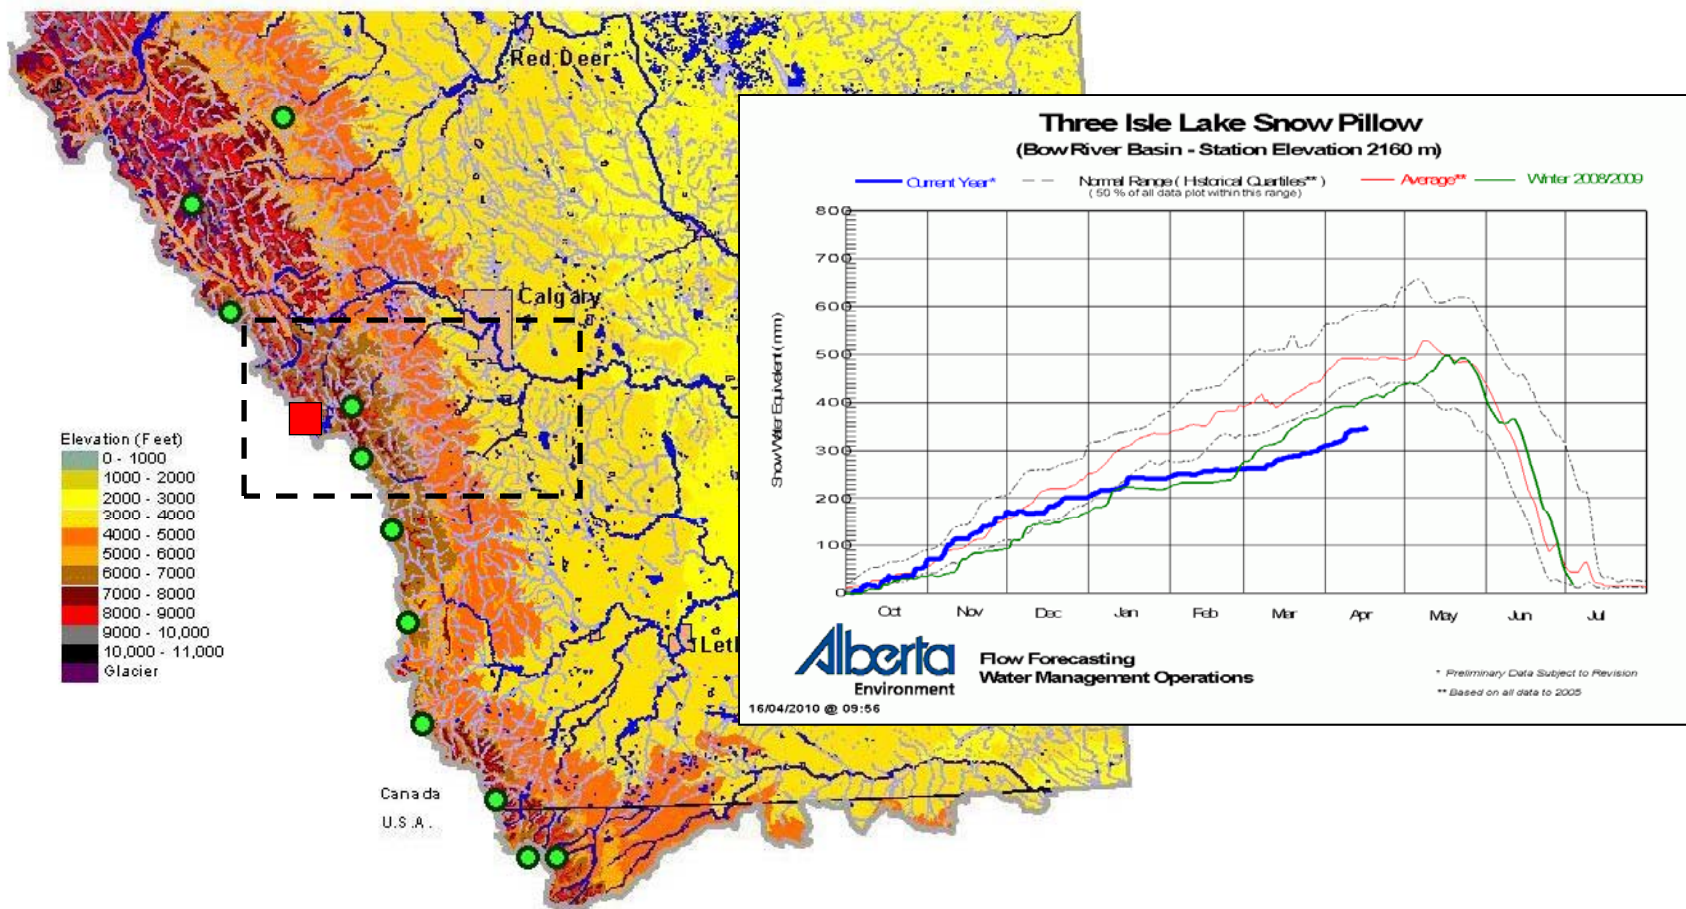 Red Deer
Calgary
Leth
Canada
U.S.A.
Elevation (Feet)
0 - 1000
1000 - 2000
2000 - 3000
3000 - 4000
4000 - 5000
5000 - 6000
6000 - 7000
7000 - 8000
8000 - 9000
9000 - 10,000
10,000 - 11,000
Glacier
Three Isle Lake Snow Pillow
(Bow River Basin - Station Elevation 2160 m)
Current Year*
Normal Range ( Historical Quartiles** )
( 50 % of all data plot within this range)
Average**
Winter 2008/2009
Snow Water Equivalent (mm)
800
700
600
500
400
300
200
100
0
Oct Nov Dec Jan Feb Mar Apr May Jun Jul
Alberta
Environment
Flow Forecasting
Water Management Operations
* Preliminary Data Subject to Revision
** Based on all data to 2005
16/04/2010 @ 09:56